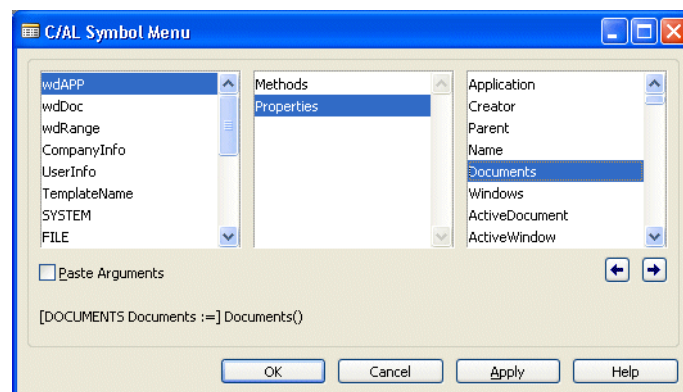 C/AL Symbol Menu
wdAPP
wdDoc
wdRange
CompanyInfo
UserInfo
TemplateName
SYSTEM
FILE
Methods
Properties
Application
Creator
Parent
Name
Documents
Windows
ActiveDocument
ActiveWindow
Paste Arguments
[DOCUMENTS Documents :=] Documents()
OK Cancel Apply Help